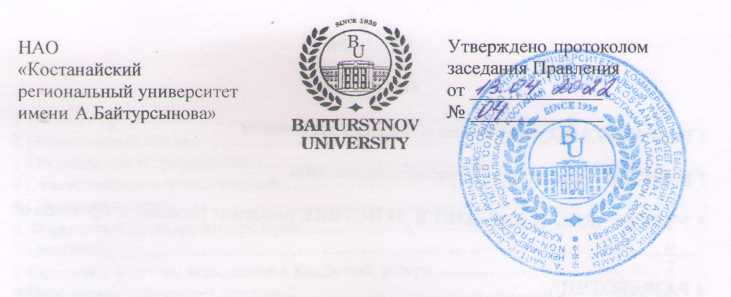 НАО
«Костанайский
региональный университет
имени А.Байтурсынова»
SINCE 1939
BU
BAITURSYNOV
UNIVERSITY
Утверждено протоколом
заседания Правления
от 13.04.2022
№ 04
SINCE 1939
BU